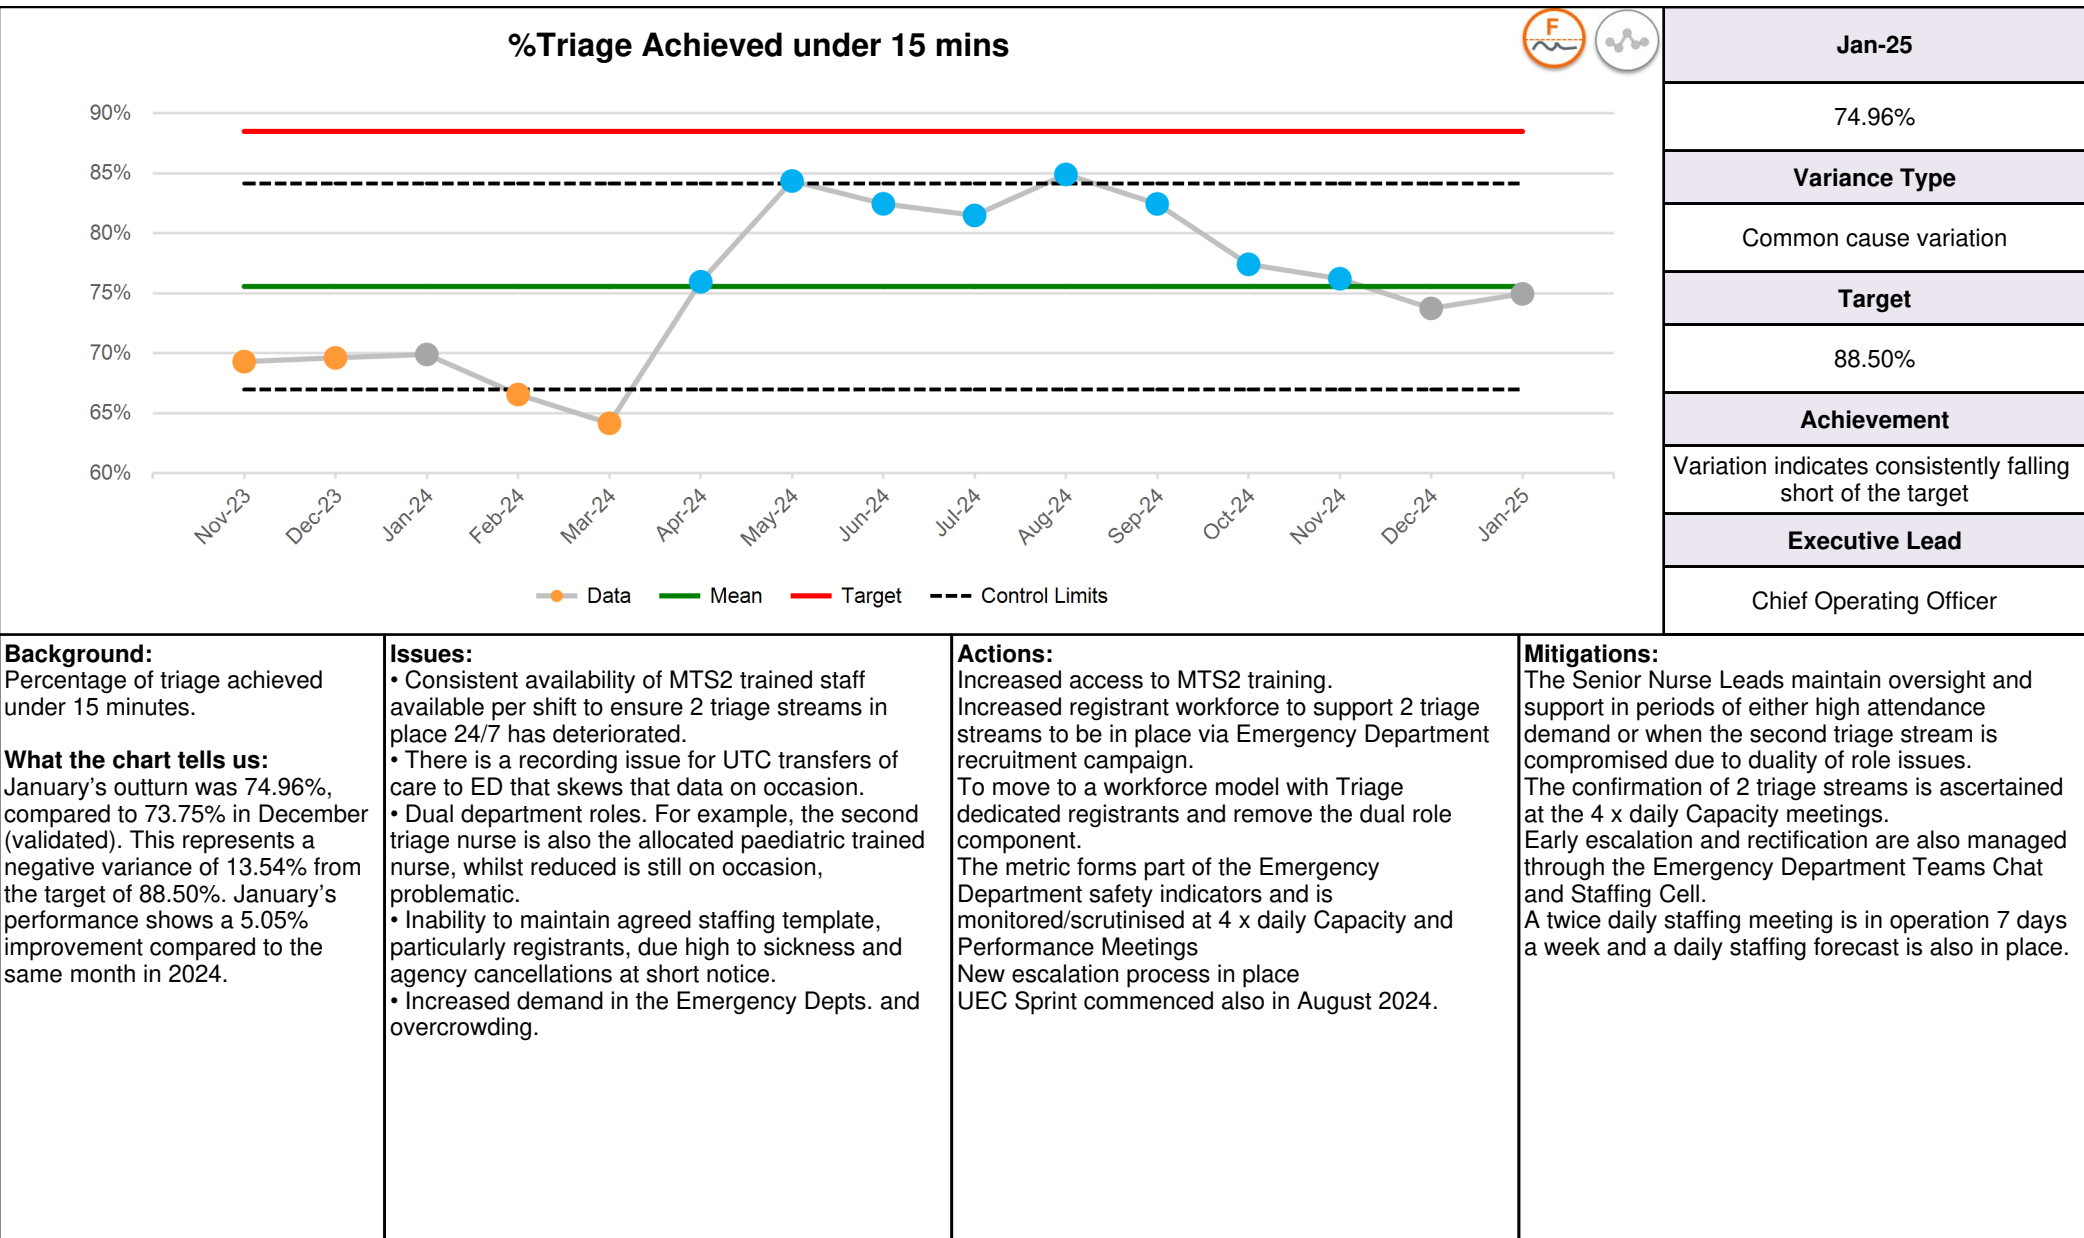 %Triage Achieved under 15 mins
F
90%
85%
80%
75%
70%
65%
60%
Nov-23
Dec-23
Jan-24
Feb-24
Mar-24
Apr-24
May-24
Jun-24
Jul-24
Aug-24
Sep-24
Oct-24
Nov-24
Dec-24
Jan-25
Data
Mean
Target
Control Limits
Jan-25
74.96%
Variance Type
Common cause variation
Target
88.50%
Achievement
Variation indicates consistently falling
short of the target
Executive Lead
Chief Operating Officer
Background:
Percentage of triage achieved
under 15 minutes.
What the chart tells us:
January's outturn was 74.96%,
compared to 73.75% in December
(validated). This represents a
negative variance of 13.54% from
the target of 88.50%. January's
performance shows a 5.05%
improvement compared to the
same month in 2024.
Issues:
• Consistent availability of MTS2 trained staff
available per shift to ensure 2 triage streams in
place 24/7 has deteriorated.
• There is a recording issue for UTC transfers of
care to ED that skews that data on occasion.
• Dual department roles. For example, the second
triage nurse is also the allocated paediatric trained
nurse, whilst reduced is still on occasion,
problematic.
• Inability to maintain agreed staffing template,
particularly registrants, due high to sickness and
agency cancellations at short notice.
• Increased demand in the Emergency Depts. and
overcrowding.
Actions:
Increased access to MTS2 training.
Increased registrant workforce to support 2 triage
streams to be in place via Emergency Department
recruitment campaign.
To move to a workforce model with Triage
dedicated registrants and remove the dual role
component.
The metric forms part of the Emergency
Department safety indicators and is
monitored/scrutinised at 4 x daily Capacity and
Performance Meetings
New escalation process in place
UEC Sprint commenced also in August 2024.
Mitigations:
The Senior Nurse Leads maintain oversight and
support in periods of either high attendance
demand or when the second triage stream is
compromised due to duality of role issues.
The confirmation of 2 triage streams is ascertained
at the 4 x daily Capacity meetings.
Early escalation and rectification are also managed
through the Emergency Department Teams Chat
and Staffing Cell.
A twice daily staffing meeting is in operation 7 days
a week and a daily staffing forecast is also in place.